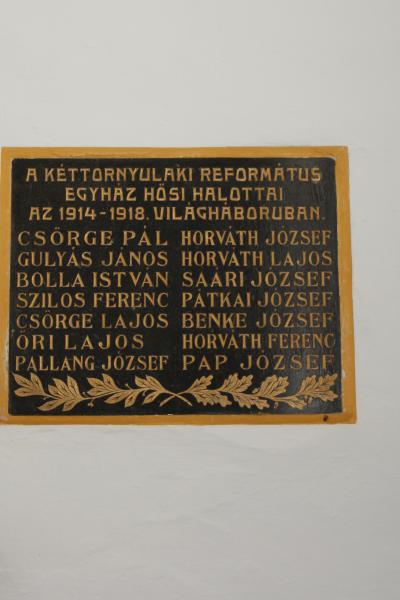 A KÉTTORNYULAKI REFORMÁTUS
EGYHÁZ HŐSI HALOTTAI
AZ 1914-1918. VILÁGHÁBORUBAN.
CSÖRGE PÁL HORVÁTH JÓZSEF
GULYÁS JÁNOS HORVÁTH LAJOS
BOLLA ISTVÁN SAÁRI JÓZSEF
SZILOS FERENC PÁTKAI JÓZSEF
CSÖRGE LAJOS BENKE JÓZSEF
ŐRI LAJOS HORVÁTH FERENC
PALLANG JÓZSEF PAP JÓZSEF